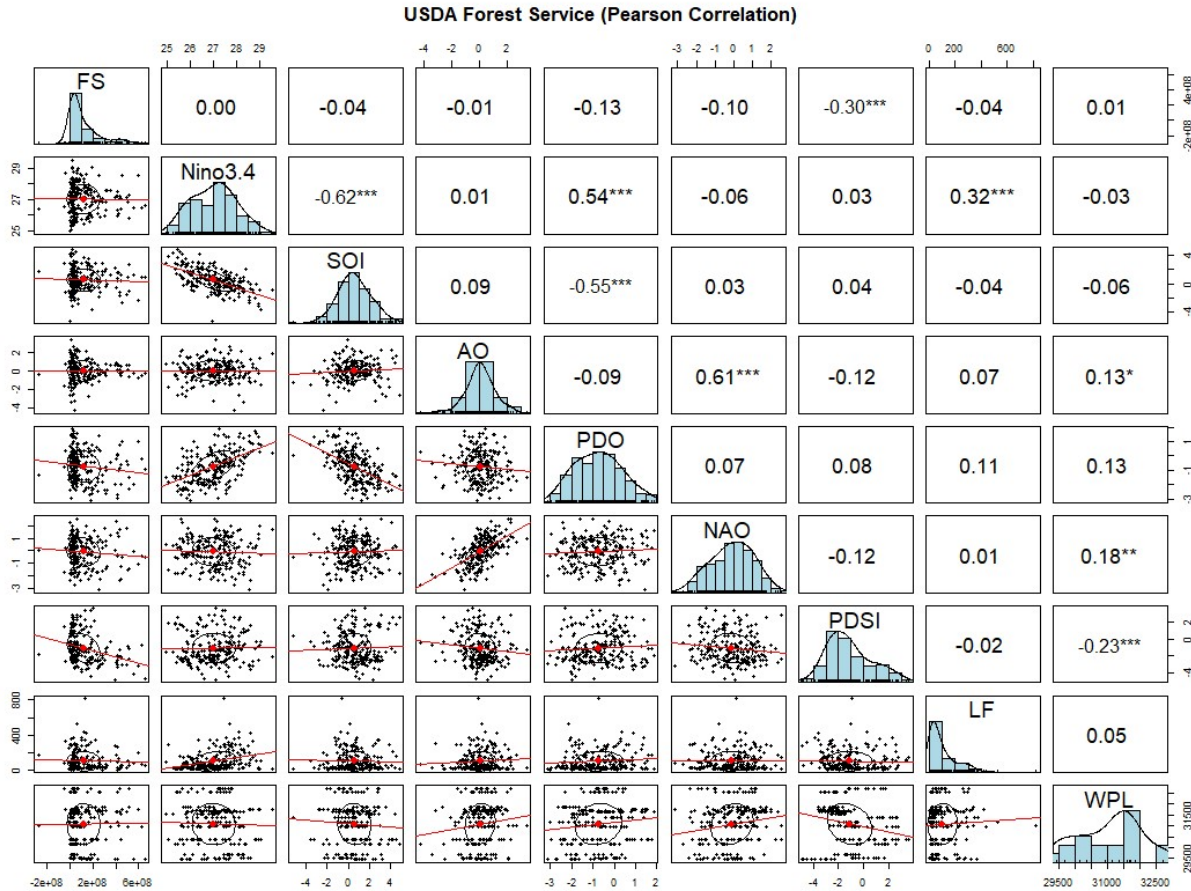 USDA Forest Service (Pearson Correlation)
25 26 27 28 29 -4 -2 0 2 -3 -2 -1 0 1 2 0 200 600
FS 0.00 -0.04 -0.01 -0.13 -0.10 -0.30*** -0.04 0.01 -2e+08 4e+08
25 27 29 Nino3.4 -0.62*** 0.01 0.54*** -0.06 0.03 0.32*** -0.03
SOI 0.09 -0.55*** 0.03 0.04 -0.04 -0.06 -4 0 2 4
-4 0 2 AO -0.09 0.61*** -0.12 0.07 0.13*
PDO 0.07 0.08 0.11 0.13 -3 -1 1
-3 -1 1 NAO -0.12 0.01 0.18**
PDSI -0.02 -0.23*** -4 0 2
0 400 800 LF 0.05
WPL 29500 31500
-2e+08 2e+08 6e+08 -4 -2 0 2 4 -3 -2 -1 0 1 2 -4 -2 0 2 29500 31000 32500